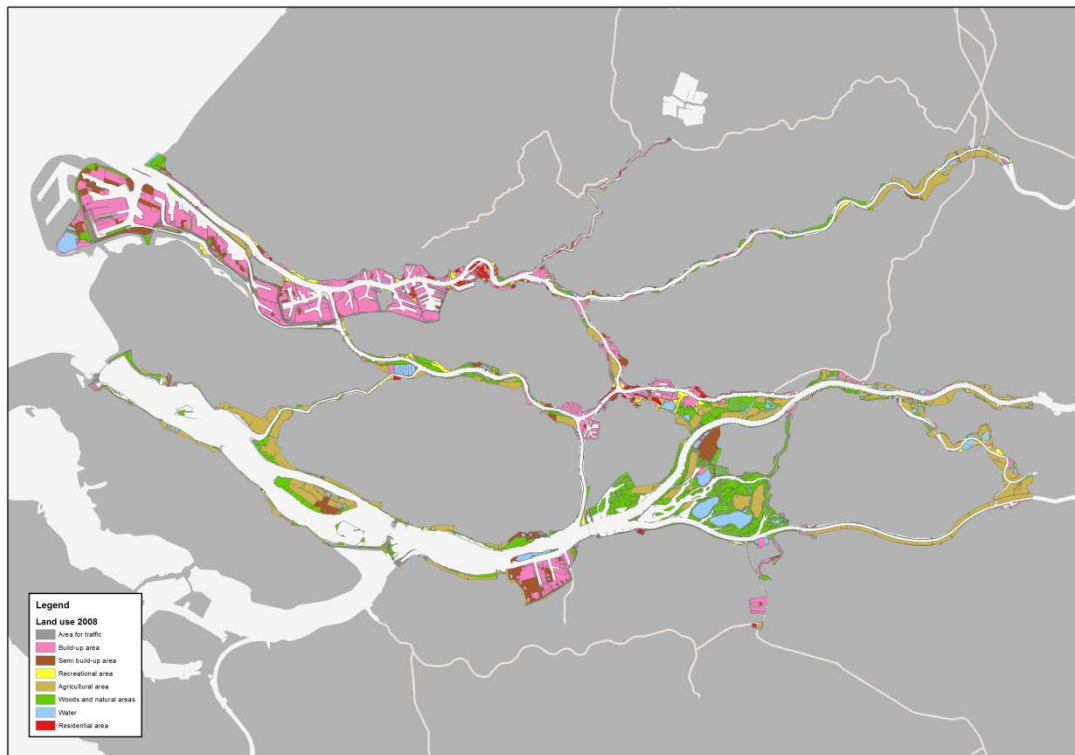 Legend
Land use 2008
Area for traffic
Build-up area
Semi build-up area
Recreational area
Agricultural area
Woods and natural areas
Water
Residential area